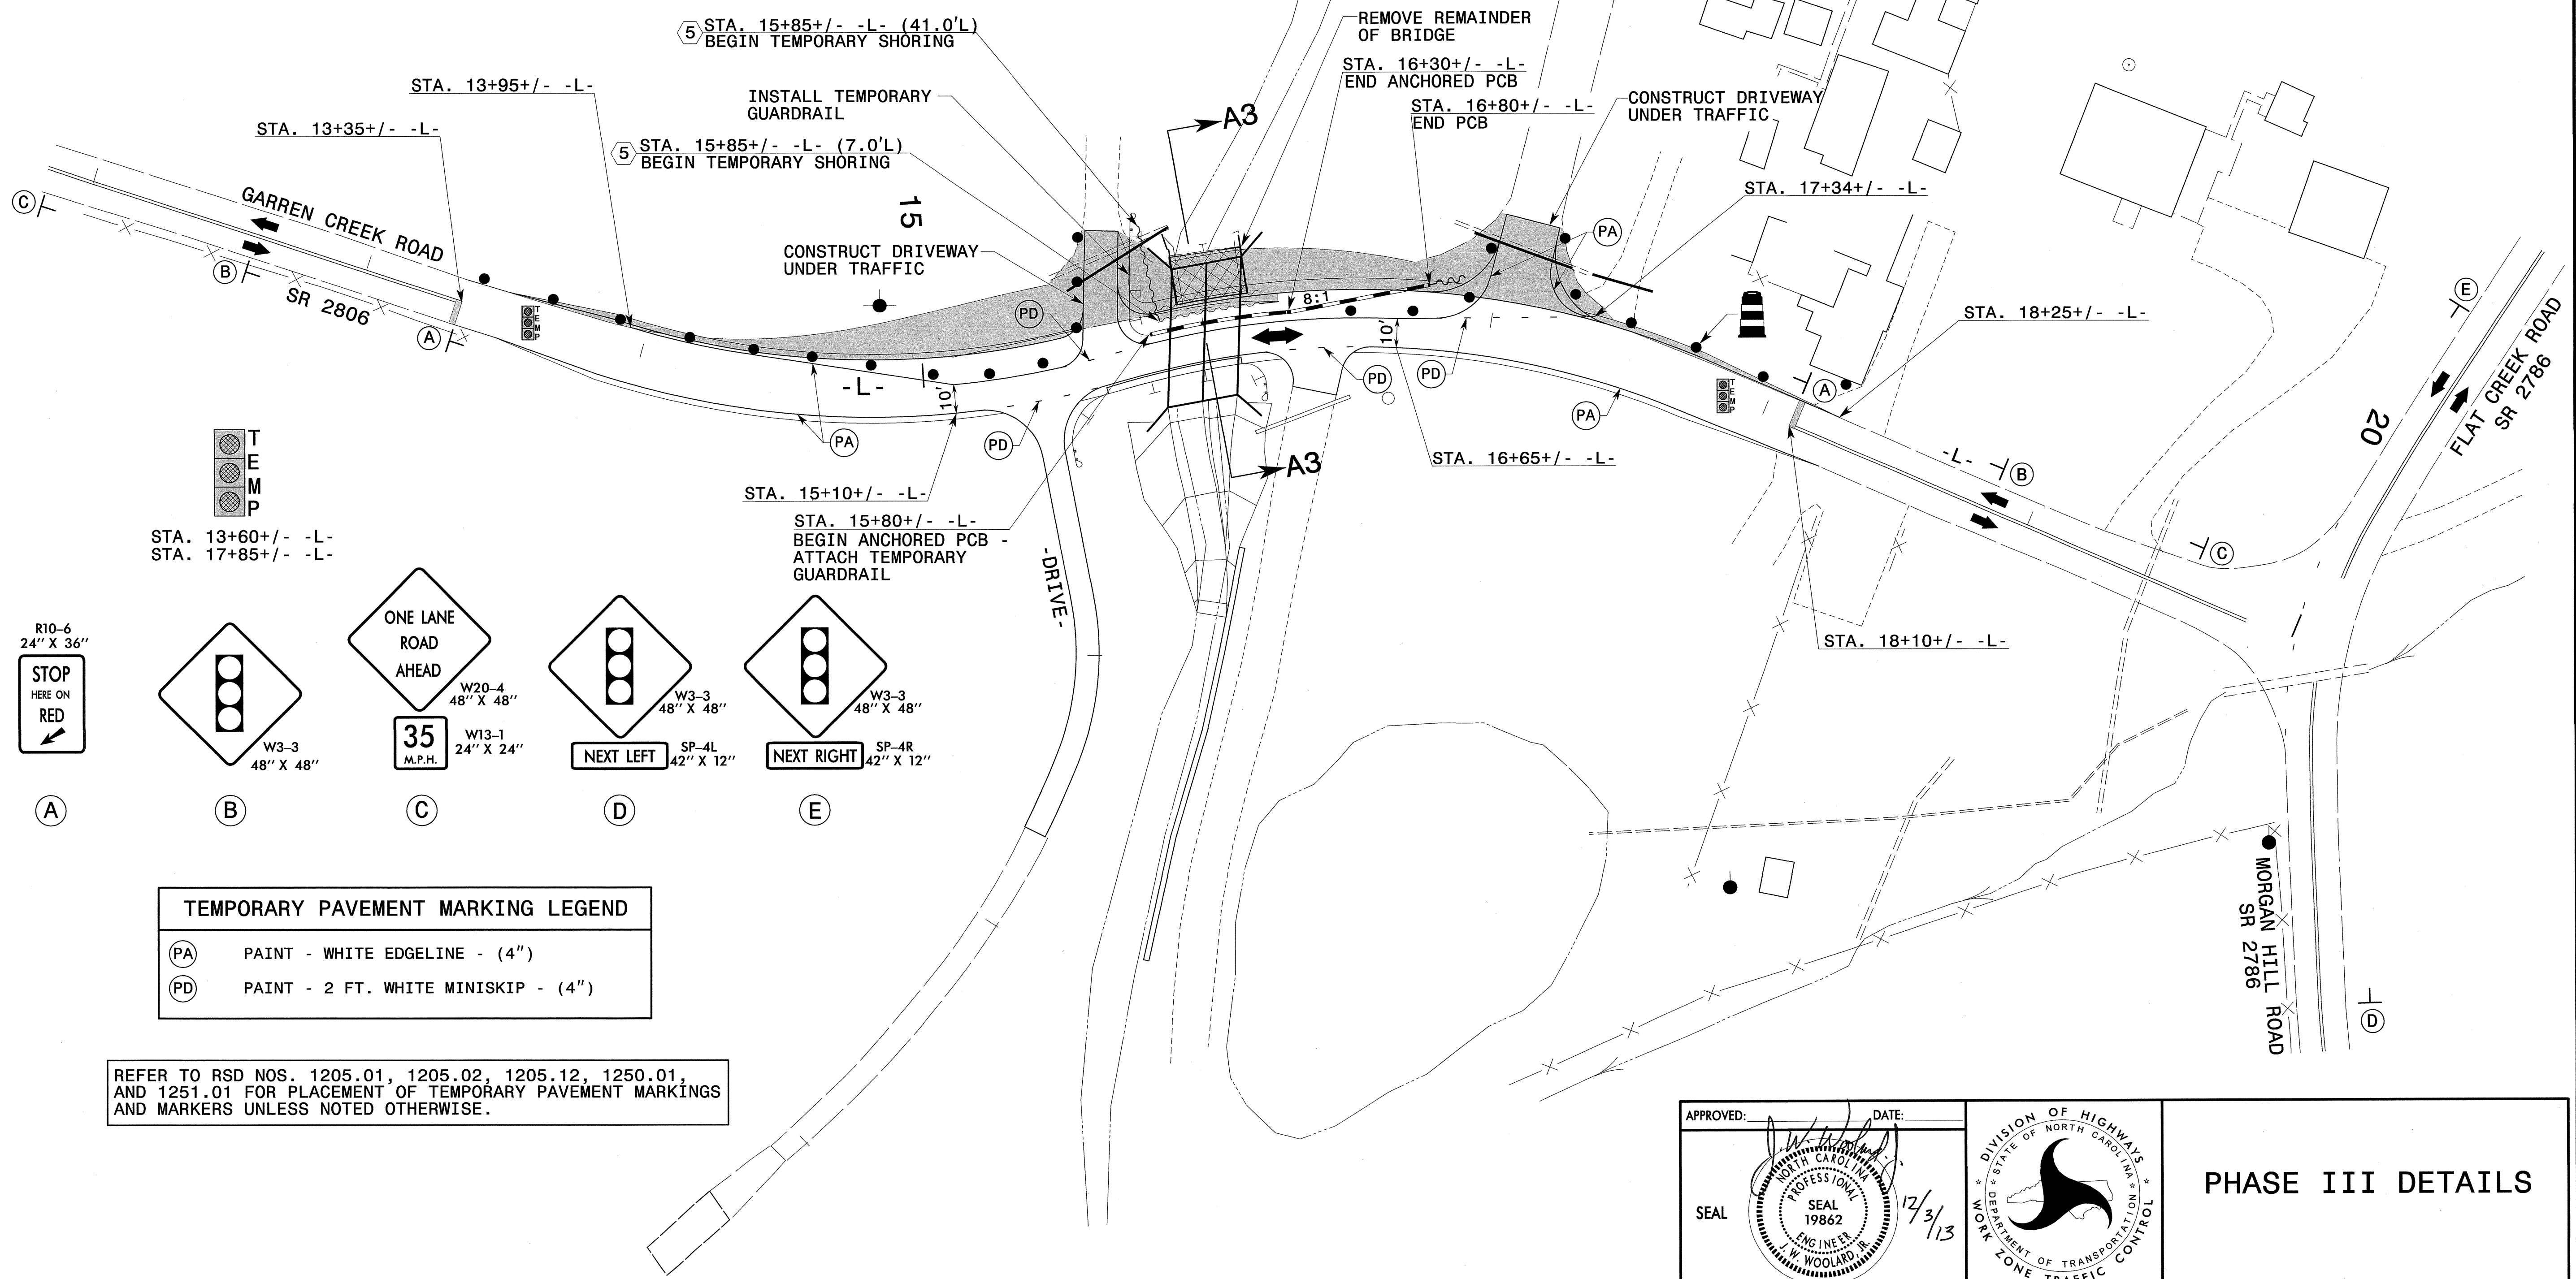 5
STA. 15+85+/- -L- (41.0'L)
BEGIN TEMPORARY SHORING
REMOVE REMAINDER
OF BRIDGE
STA. 16+30+/- -L-
END ANCHORED PCB
STA. 13+95+/- -L-
INSTALL TEMPORARY
GUARDRAIL
STA. 16+80+/- -L-
END PCB
CONSTRUCT DRIVEWAY
UNDER TRAFFIC
STA. 13+35+/- -L-
A3
5
STA. 15+85+/- -L- (7.0'L)
BEGIN TEMPORARY SHORING
STA. 17+34+/- -L-
C
GARREN CREEK ROAD
15
PA
CONSTRUCT DRIVEWAY
UNDER TRAFFIC
B
SR 2806
E
A
TEMP
PD
8:1
10'
STA. 18+25+/- -L-
FLAT CREEK ROAD
SR 2786
-L-
10'
PD
PD
TEMP
A
PA
PA
PD
20
TEMP
STA. 13+60+/- -L-
STA. 17+85+/- -L-
A3
STA. 16+65+/- -L-
-L-
B
STA. 15+10+/- -L-
STA. 15+80+/- -L-
BEGIN ANCHORED PCB -
ATTACH TEMPORARY
GUARDRAIL
-DRIVE-
C
STA. 18+10+/- -L-
R10-6
24" X 36"
STOP
HERE ON
RED
A
W3-3
48" X 48"
B
ONE LANE
ROAD
AHEAD
W20-4
48" X 48"
35
M.P.H.
W13-1
24" X 24"
C
W3-3
48" X 48"
NEXT LEFT
SP-4L
42" X 12"
D
W3-3
48" X 48"
NEXT RIGHT
SP-4R
42" X 12"
E
MORGAN HILL ROAD
SR 2786
D
TEMPORARY PAVEMENT MARKING LEGEND
PA PAINT - WHITE EDGELINE - (4")
PD PAINT - 2 FT. WHITE MINISKIP - (4")
REFER TO RSD NOS. 1205.01, 1205.02, 1205.12, 1250.01,
AND 1251.01 FOR PLACEMENT OF TEMPORARY PAVEMENT MARKINGS
AND MARKERS UNLESS NOTED OTHERWISE.
APPROVED: DATE:
SEAL
NORTH CAROLINA
PROFESSIONAL
SEAL
19862
ENGINEER
J. W. WOOLARD, JR.
12/3/13
DIVISION OF HIGHWAYS
STATE OF NORTH CAROLINA
DEPARTMENT OF TRANSPORTATION
WORK ZONE TRAFFIC CONTROL
PHASE III DETAILS